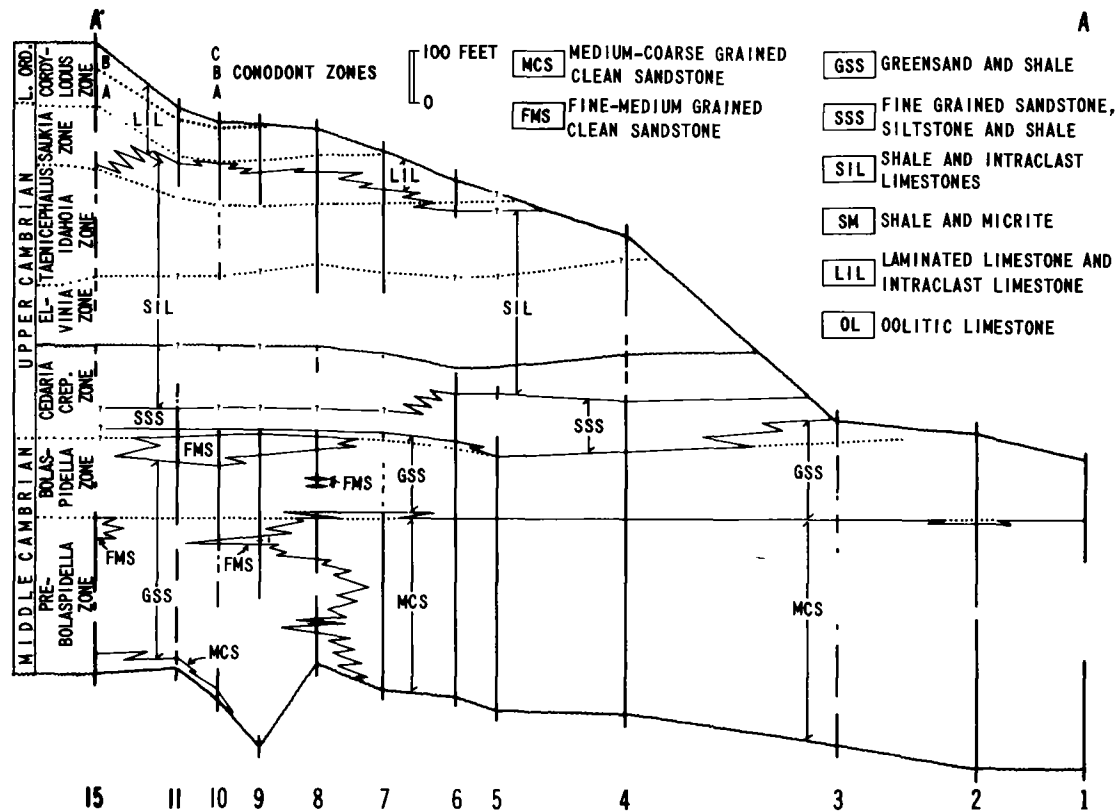 A'
A
L. ORD.
UPPER CAMBRIAN
MIDDLE CAMBRIAN
CORDY-
LODUS
ZONE
SAUKIA
ZONE
TAENICEPHALUS
IDAHOIA
ZONE
EL-
VINIA
ZONE
CEDARIA
CREP.
ZONE
BOLAS-
PIDELLA
ZONE
PRE-
BOLASPIDELLA
ZONE
B
A
C
B
A
CONODONT ZONES
100 FEET
0
MCS
MEDIUM-COARSE GRAINED
CLEAN SANDSTONE
FMS
FINE-MEDIUM GRAINED
CLEAN SANDSTONE
GSS
GREENSAND AND SHALE
SSS
FINE GRAINED SANDSTONE,
SILTSTONE AND SHALE
SIL
SHALE AND INTRACLAST
LIMESTONES
SM
SHALE AND MICRITE
LIL
LAMINATED LIMESTONE AND
INTRACLAST LIMESTONE
OL
OOLITIC LIMESTONE
LIL
LIL
SIL
SIL
SSS
SSS
FMS
GSS
GSS
FMS
FMS
FMS
GSS
MCS
MCS
MCS
15 11 10 9 8 7 6 5 4 3 2 1